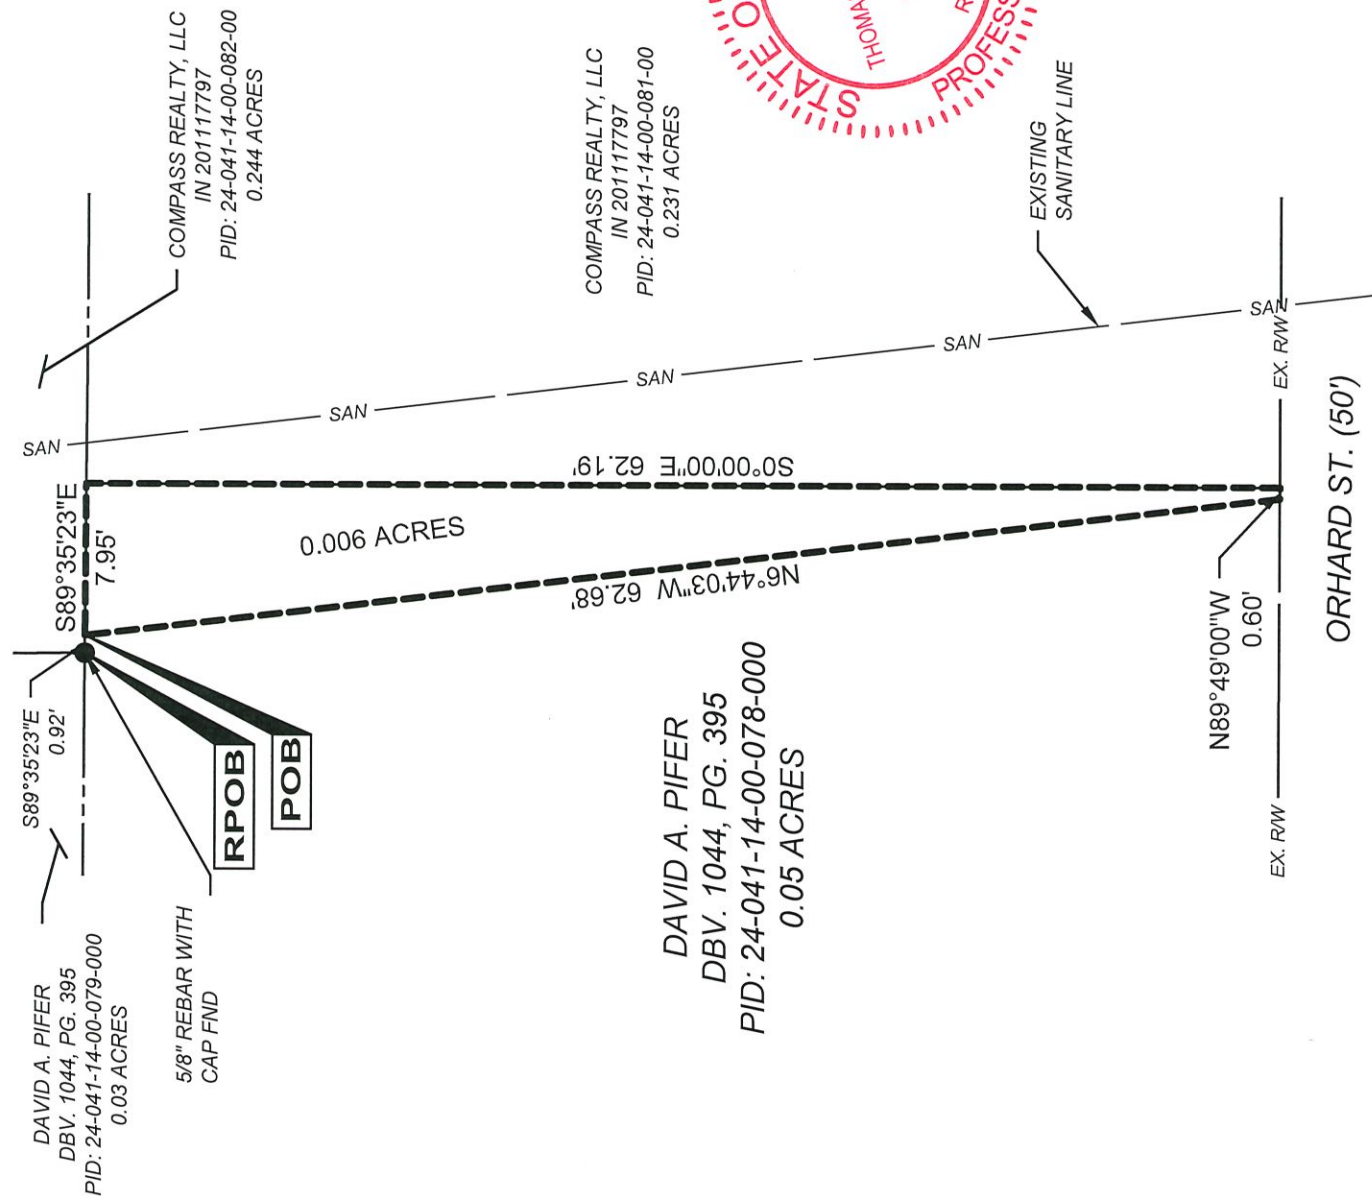 COMPASS REALTY, LLC
IN 201117797
PID: 24-041-14-00-082-00
0.244 ACRES
COMPASS REALTY, LLC
IN 201117797
PID: 24-041-14-00-081-00
0.231 ACRES
STATE O
THOMA
R
PROFESS
EXISTING
SANITARY LINE
SAN
SAN
SAN
SAN
SAN
S89°35'23"E
7.95'
S0°00'00"E 62.19'
0.006 ACRES
N6°44'03"W 62.68'
S89°35'23"E
0.92'
RPOB
POB
DAVID A. PIFER
DBV. 1044, PG. 395
PID: 24-041-14-00-079-000
0.03 ACRES
5/8" REBAR WITH
CAP FND
DAVID A. PIFER
DBV. 1044, PG. 395
PID: 24-041-14-00-078-000
0.05 ACRES
N89°49'00"W
0.60'
EX. R/W
EX. R/W
ORHARD ST. (50')